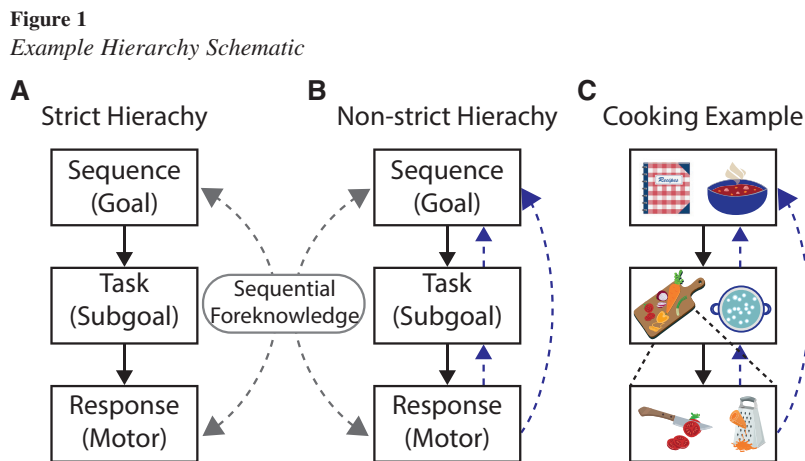 Figure 1
Example Hierarchy Schematic
A
Strict Hierachy
Sequence
(Goal)
Task
(Subgoal)
Response
(Motor)
Sequential
Foreknowledge
B
Non-strict Hierarchy
Sequence
(Goal)
Task
(Subgoal)
Response
(Motor)
C
Cooking Example
Recipes